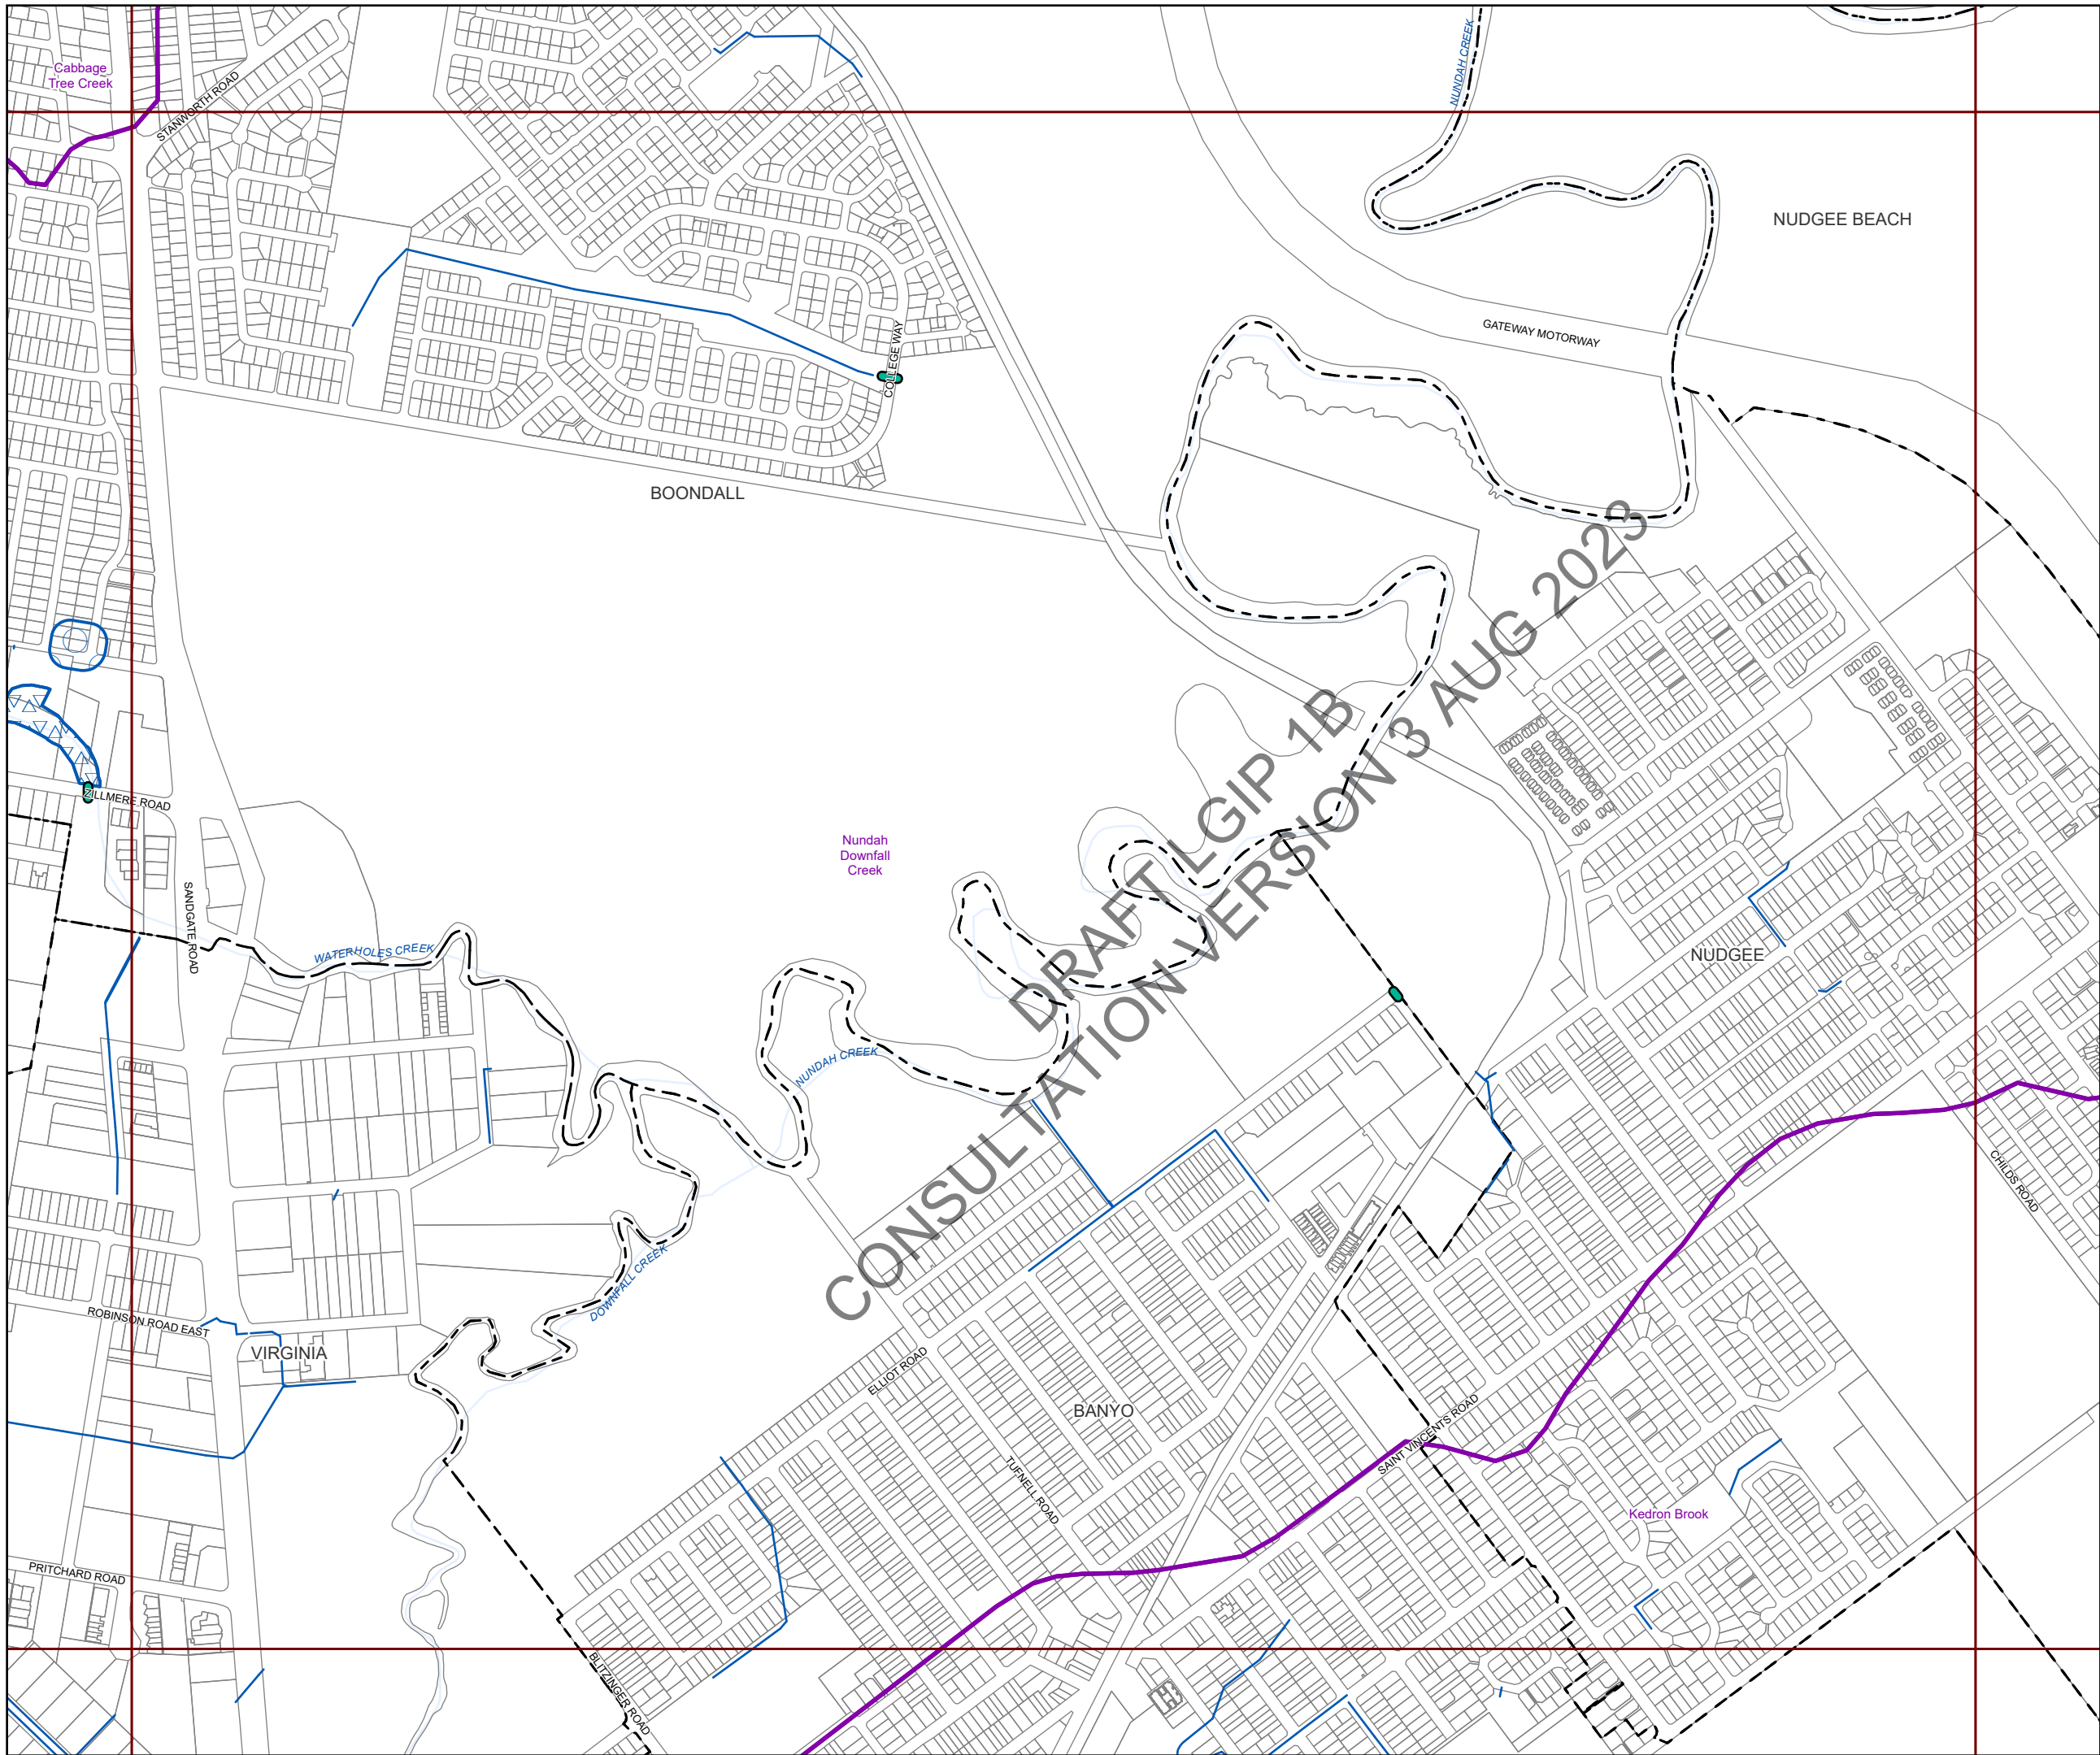 Cabbage
Tree Creek
STANWORTH ROAD
NUNDAH CREEK
NUDGEE BEACH
GATEWAY MOTORWAY
COLLEGE WAY
BOONDALL
ZILLMERE ROAD
Nundah
Downfall
Creek
SANDGATE ROAD
WATERHOLES CREEK
NUDGEE
NUNDAH CREEK
DRAFT LGIP 1B
CONSULTATION VERSION 3 AUG 2023
CHILDS ROAD
DOWNFALL CREEK
ROBINSON ROAD EAST
VIRGINIA
ELLIOT ROAD
BANYO
SAINT VINCENTS ROAD
TUFNELL ROAD
Kedron Brook
PRITCHARD ROAD
BLITZINGER ROAD